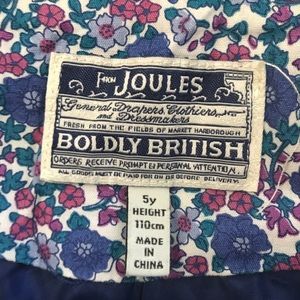 FROM JOULES
General Drapers, Clothiers,
and Dressmakers
FRESH FROM THE FIELDS OF MARKET HARBOROUGH
BOLDLY BRITISH
ORDERS RECEIVE PROMPT & PERSONAL ATTENTION.
ALL GOODS MUST BE PAID FOR ON OR BEFORE DELIVERY.
5y
HEIGHT
110cm
MADE
IN
CHINA